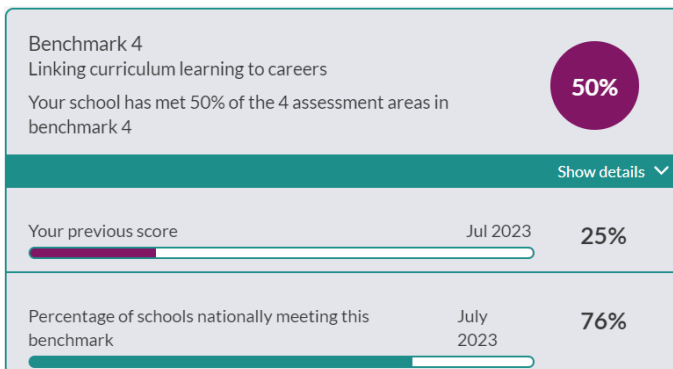 Benchmark 4
Linking curriculum learning to careers
Your school has met 50% of the 4 assessment areas in
benchmark 4
50%
Show details
Your previous score Jul 2023 25%
Percentage of schools nationally meeting this July 76%
benchmark 2023